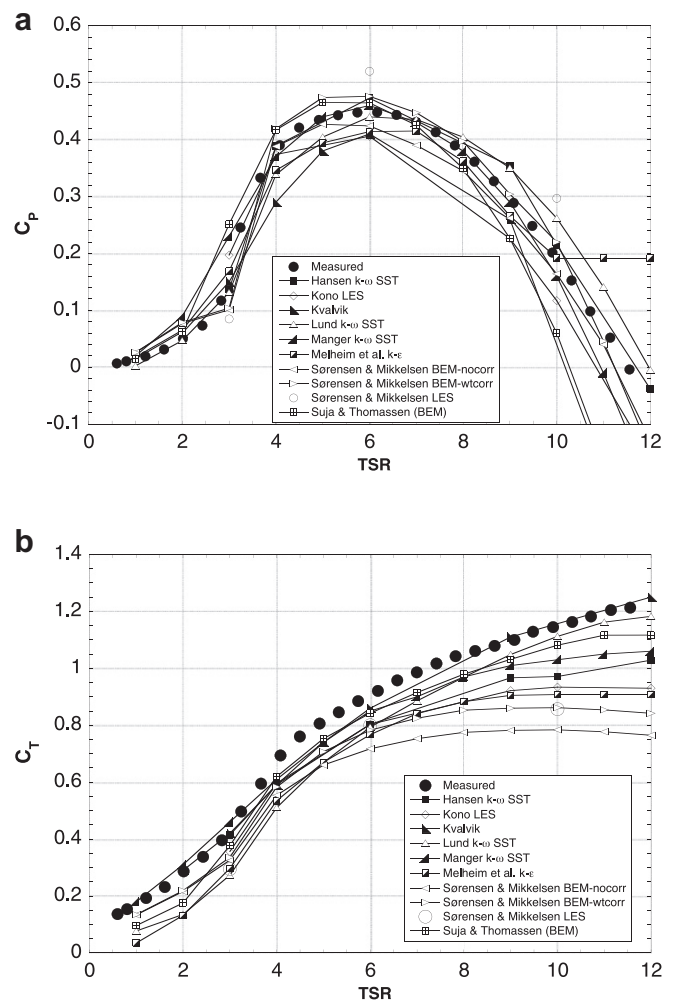 a
0.6
0.5
0.4
0.3
0.2
0.1
0
-0.1
C_P
0 2 4 6 8 10 12
TSR
Measured
Hansen k-ω SST
Kono LES
Kvalvik
Lund k-ω SST
Manger k-ω SST
Melheim et al. k-ε
Sørensen & Mikkelsen BEM-nocorr
Sørensen & Mikkelsen BEM-wtcorr
Sørensen & Mikkelsen LES
Suja & Thomassen (BEM)
b
1.4
1.2
1
0.8
0.6
0.4
0.2
0
C_T
0 2 4 6 8 10 12
TSR
Measured
Hansen k-ω SST
Kono LES
Kvalvik
Lund k-ω SST
Manger k-ω SST
Melheim et al. k-ε
Sørensen & Mikkelsen BEM-nocorr
Sørensen & Mikkelsen BEM-wtcorr
Sørensen & Mikkelsen LES
Suja & Thomassen (BEM)